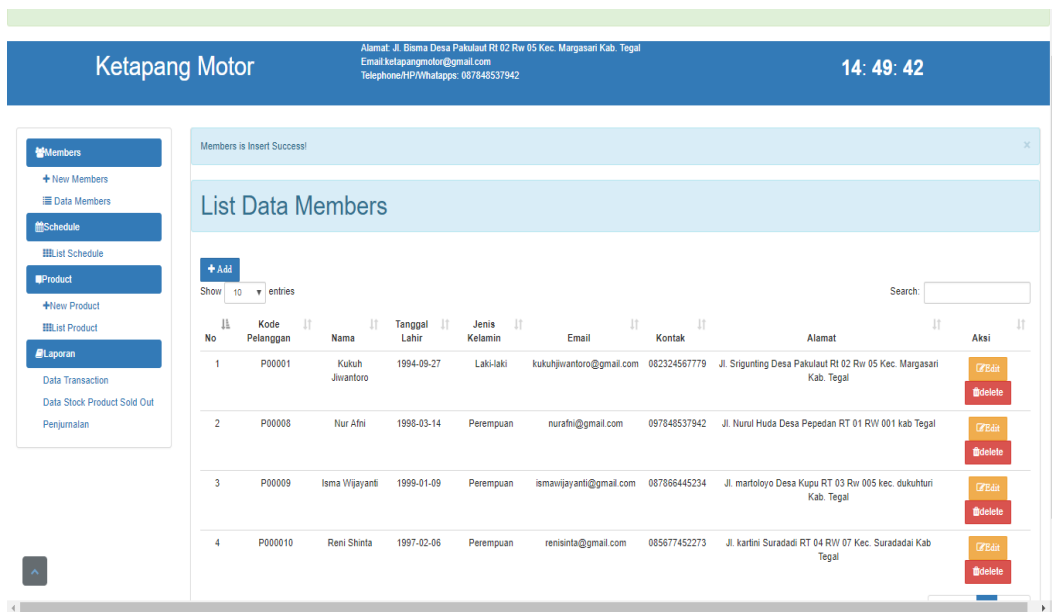 Ketapang Motor
Alamat: Jl. Bisma Desa Pakulaut Rt 02 Rw 05 Kec. Margasari Kab. Tegal
Email:ketapangmotor@gmail.com
Telephone/HP/Whatapps: 087848537942
14: 49: 42
Members
New Members
Data Members
Schedule
List Schedule
Product
New Product
List Product
Laporan
Data Transaction
Data Stock Product Sold Out
Penjurnalan
Members is Insert Success!
x
List Data Members
Add
Show 10 entries
Search:
No Kode Pelanggan Nama Tanggal Lahir Jenis Kelamin Email Kontak Alamat Aksi
1 P00001 Kukuh Jiwantoro 1994-09-27 Laki-laki kukuhjiwantoro@gmail.com 082324567779 Jl. Srigunting Desa Pakulaut Rt 02 Rw 05 Kec. Margasari Kab. Tegal Edit delete
2 P00008 Nur Afni 1998-03-14 Perempuan nurafni@gmail.com 097848537942 Jl. Nurul Huda Desa Pepedan RT 01 RW 001 kab Tegal Edit delete
3 P00009 Isma Wijayanti 1999-01-09 Perempuan ismawijayanti@gmail.com 087866445234 Jl. martoloyo Desa Kupu RT 03 Rw 005 kec. dukuhturi Kab. Tegal Edit delete
4 P000010 Reni Shinta 1997-02-06 Perempuan renisinta@gmail.com 085677452273 Jl. kartini Suradadi RT 04 RW 07 Kec. Suradadai Kab Tegal Edit delete